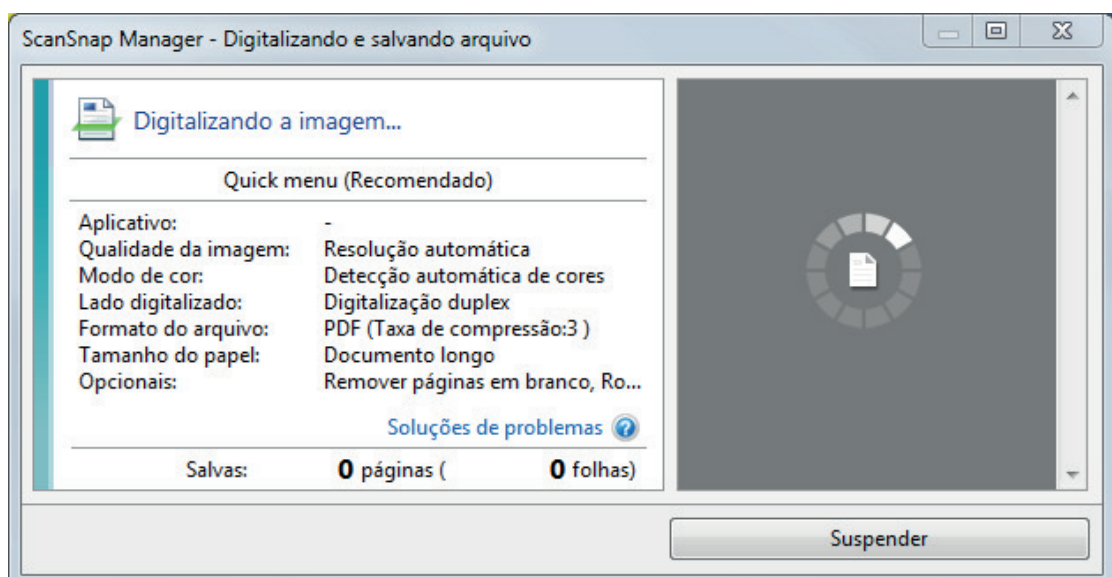 ScanSnap Manager - Digitalizando e salvando arquivo
Digitalizando a imagem...
Quick menu (Recomendado)
Aplicativo: -
Qualidade da imagem: Resolução automática
Modo de cor: Detecção automática de cores
Lado digitalizado: Digitalização duplex
Formato do arquivo: PDF (Taxa de compressão:3 )
Tamanho do papel: Documento longo
Opcionais: Remover páginas em branco, Ro...
Soluções de problemas ?
Salvas: 0 páginas ( 0 folhas)
Suspender